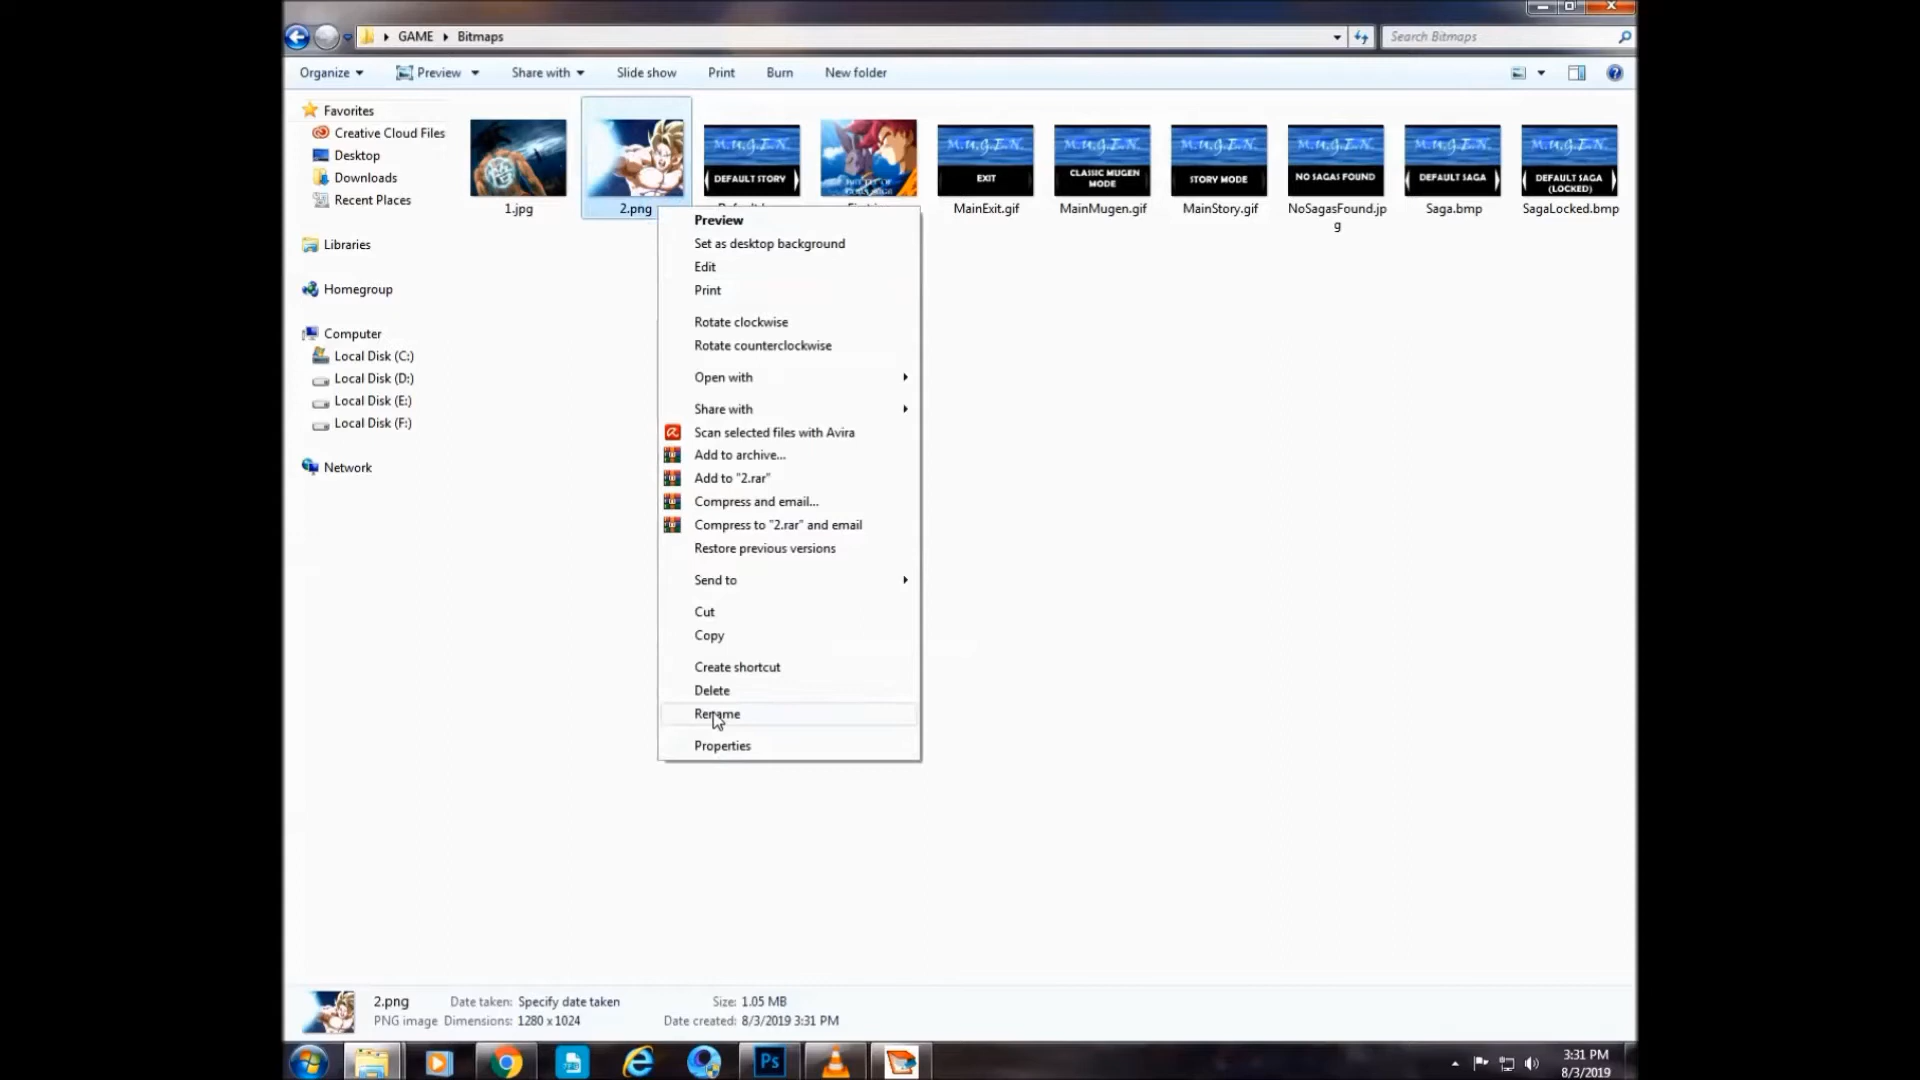 GAME Bitmaps
Search Bitmaps
Organize Preview Share with Slide show Print Burn New folder
Favorites
Creative Cloud Files
Desktop
Downloads
Recent Places
Libraries
Homegroup
Computer
Local Disk (C:)
Local Disk (D:)
Local Disk (E:)
Local Disk (F:)
Network
M.U.G.E.N. M.U.G.E.N. M.U.G.E.N. M.U.G.E.N. M.U.G.E.N. M.U.G.E.N. M.U.G.E.N.
DEFAULT STORY
EXIT
CLASSIC MUGEN
MODE
STORY MODE
NO SAGAS FOUND
DEFAULT SAGA
DEFAULT SAGA
(LOCKED)
1.jpg 2.png MainExit.gif MainMugen.gif MainStory.gif NoSagasFound.jp Saga.bmp SagaLocked.bmp
g
Preview
Set as desktop background
Edit
Print
Rotate clockwise
Rotate counterclockwise
Open with
Share with
Scan selected files with Avira
Add to archive...
Add to "2.rar"
Compress and email...
Compress to "2.rar" and email
Restore previous versions
Send to
Cut
Copy
Create shortcut
Delete
Rename
Properties
2.png Date taken: Specify date taken Size: 1.05 MB
PNG image Dimensions: 1280 x 1024 Date created: 8/3/2019 3:31 PM
Ps
3:31 PM
8/3/2019